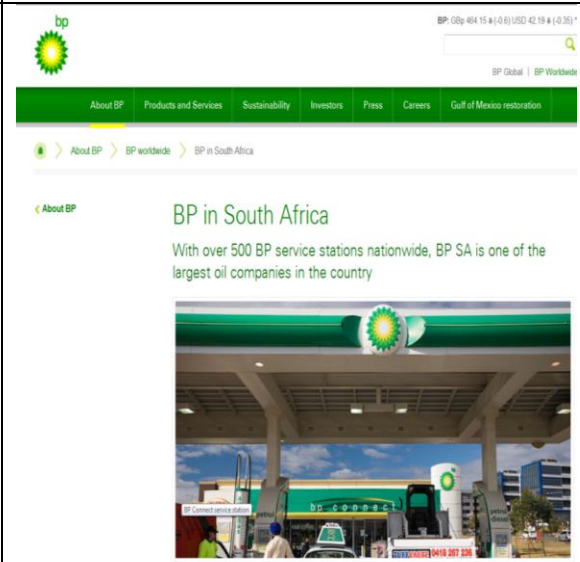 bp
BP: GBp 464.15 (-0.6) USD 42.19 (-0.35) *
BP Global | BP Worldwide
About BP Products and Services Sustainability Investors Press Careers Gulf of Mexico restoration
About BP BP worldwide BP in South Africa
About BP
BP in South Africa
With over 500 BP service stations nationwide, BP SA is one of the
largest oil companies in the country
bp connect
BP Connect service station
petrol
petrol
diesel
0418 267 236